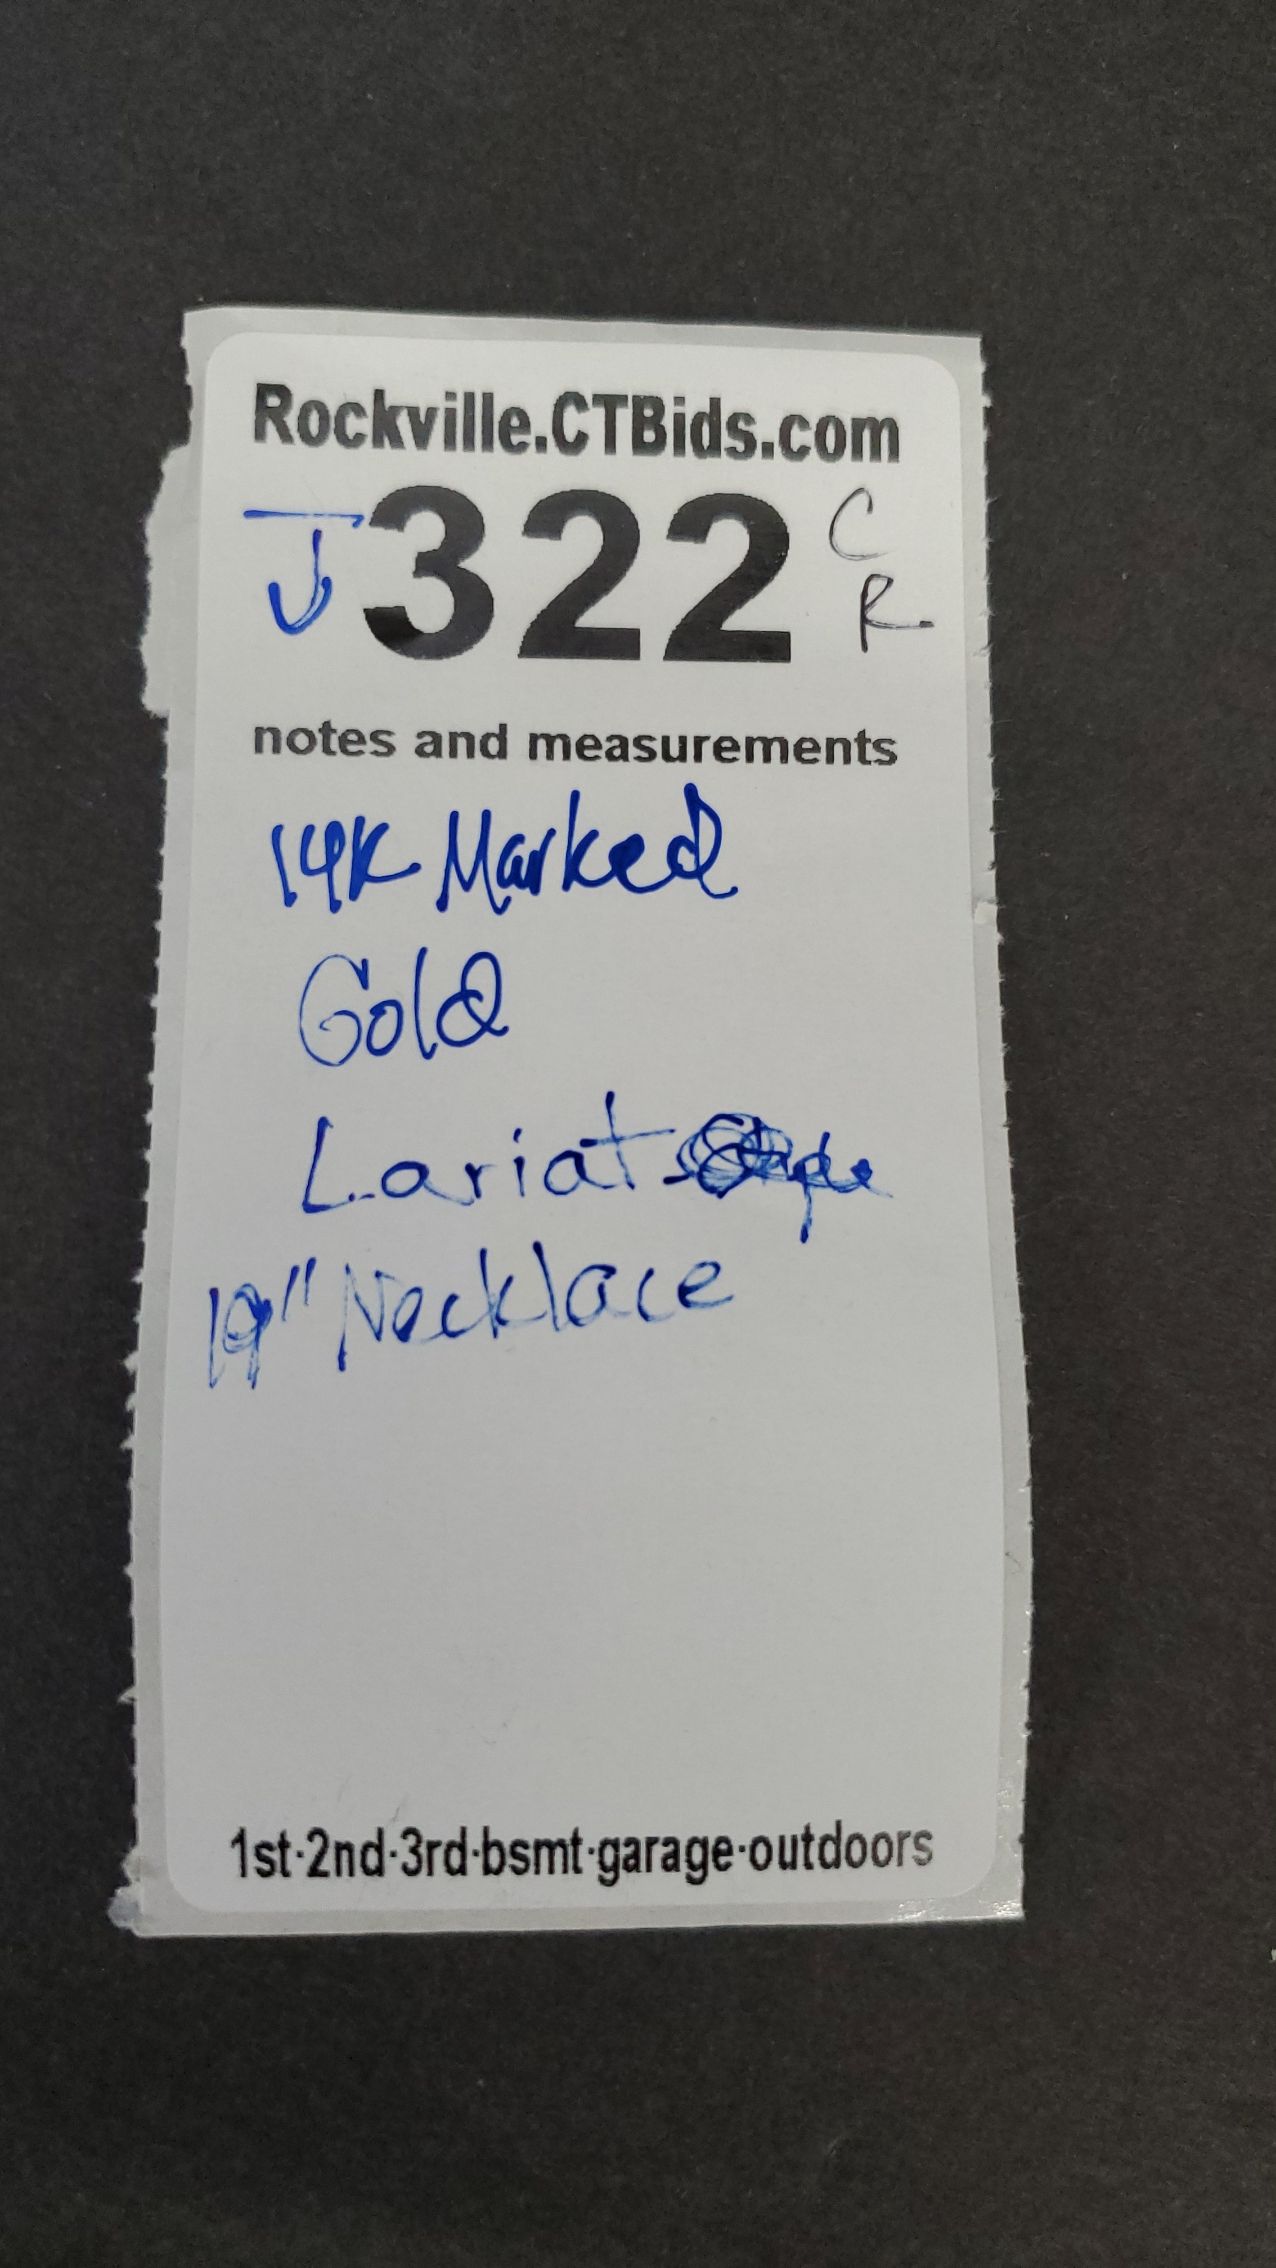 Rockville.CTBids.com
J 322 C
R.
notes and measurements
14K Marked
Gold
Lariat
19" Necklace
1st·2nd·3rd·bsmt·garage·outdoors